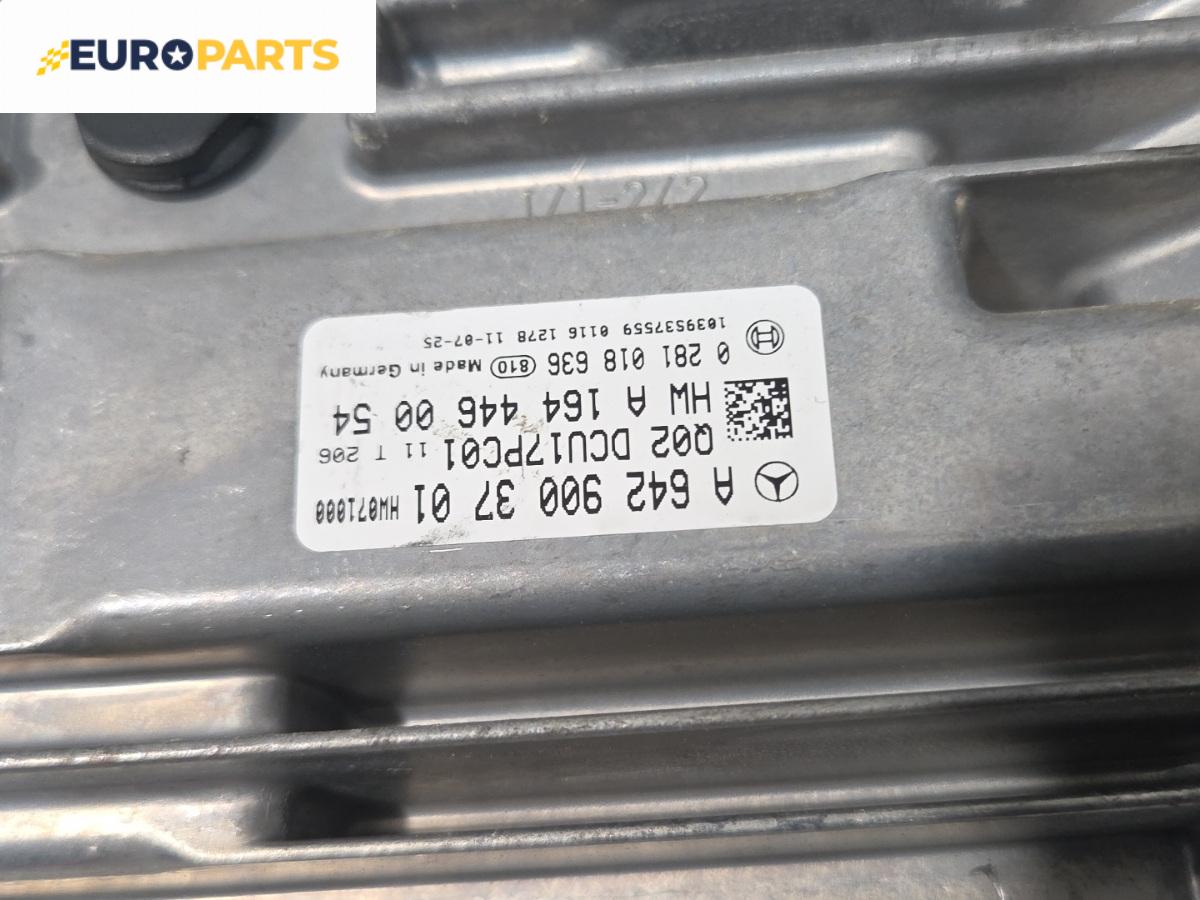 EUROPARTS
1/1-2/2
A 642 900 37 01 HW071000
Q02 DCU17PC01 11 T 206
HW A 164 446 00 54
0 281 018 636 810 Made in Germany
1039S37559 0116 1278 11-07-25